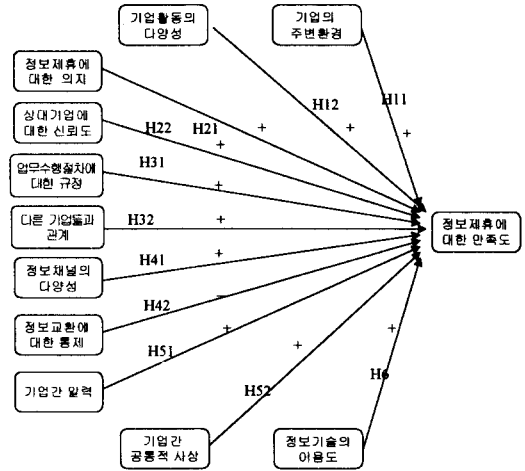 기업활동의
다양성
기업의
주변환경
정보제휴에
대한 의지
상대기업에
대한 신뢰도
업무수행절차에
대한 규정
다른 기업들과
관계
정보채널의
다양성
정보교환에
대한 통제
기업간 알력
기업간
공통적 사상
정보기술의
이용도
정보제휴에
대한 만족도
H12
H11
H22
H21
H31
H32
H41
H42
H51
H52
H6
+
+
+
+
+
+
+
−
+
+
+